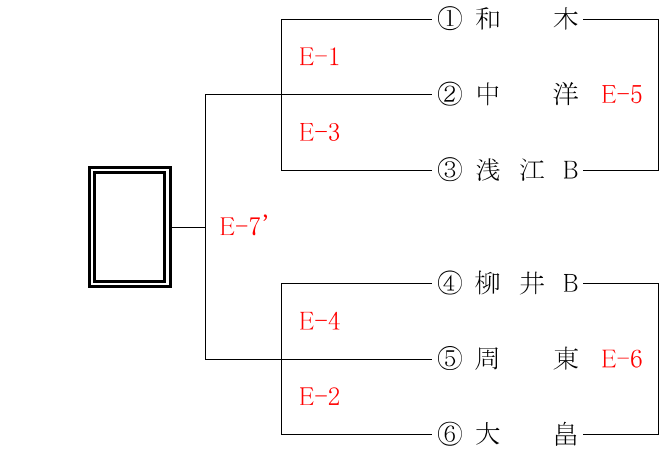 ①和 木
E-1
②中 洋 E-5
E-3
③浅 江 B
E-7'
④柳 井 B
E-4
⑤周 東 E-6
E-2
⑥大 畠